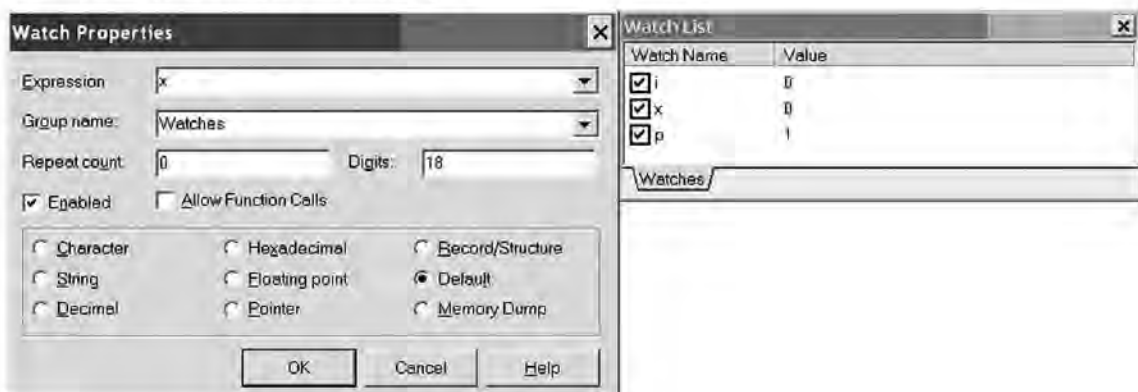 Watch Properties
Expression x
Group name: Watches
Repeat count 0 Digits: 18
Enabled Allow Function Calls
Character Hexadecimal Record/Structure
String Floating point Default
Decimal Pointer Memory Dump
OK Cancel Help
Watch List
Watch Name Value
i 0
x 0
p 1
Watches